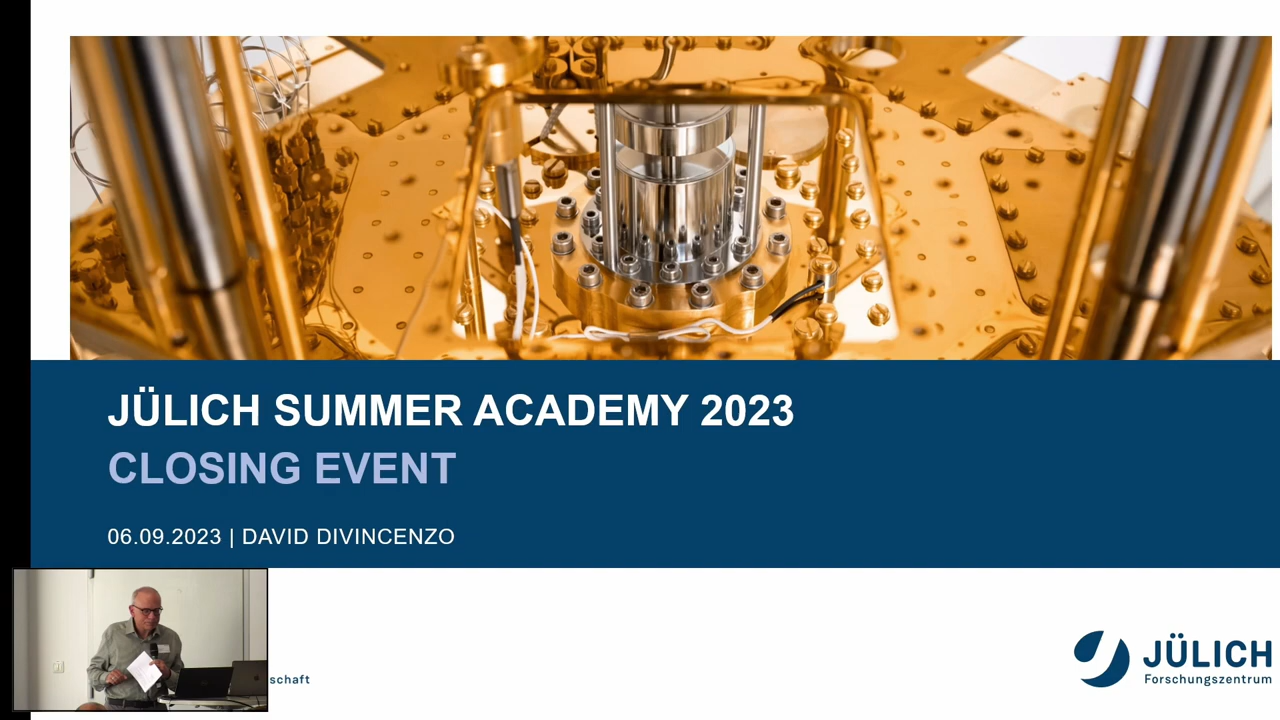 JÜLICH SUMMER ACADEMY 2023
CLOSING EVENT
06.09.2023 | DAVID DIVINCENZO
schaft
JÜLICH
Forschungszentrum